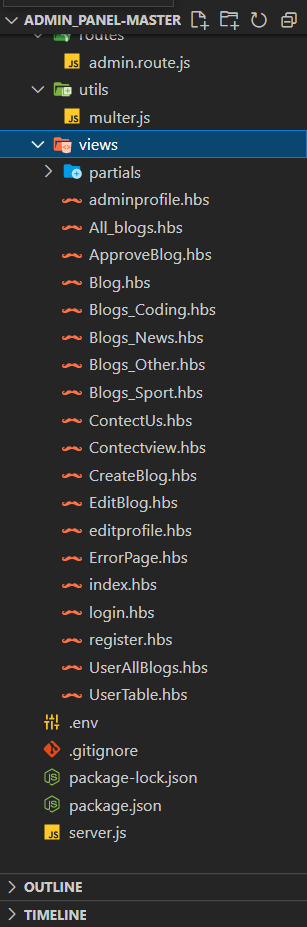 ADMIN_PANEL-MASTER
routes
admin.route.js
utils
multer.js
views
partials
adminprofile.hbs
All_blogs.hbs
ApproveBlog.hbs
Blog.hbs
Blogs_Coding.hbs
Blogs_News.hbs
Blogs_Other.hbs
Blogs_Sport.hbs
ContectUs.hbs
Contectview.hbs
CreateBlog.hbs
EditBlog.hbs
editprofile.hbs
ErrorPage.hbs
index.hbs
login.hbs
register.hbs
UserAllBlogs.hbs
UserTable.hbs
.env
.gitignore
package-lock.json
package.json
server.js
OUTLINE
TIMELINE